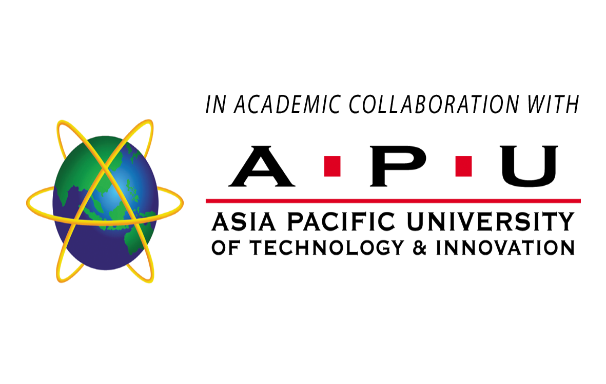 IN ACADEMIC COLLABORATION WITH
A·P·U
ASIA PACIFIC UNIVERSITY
OF TECHNOLOGY & INNOVATION